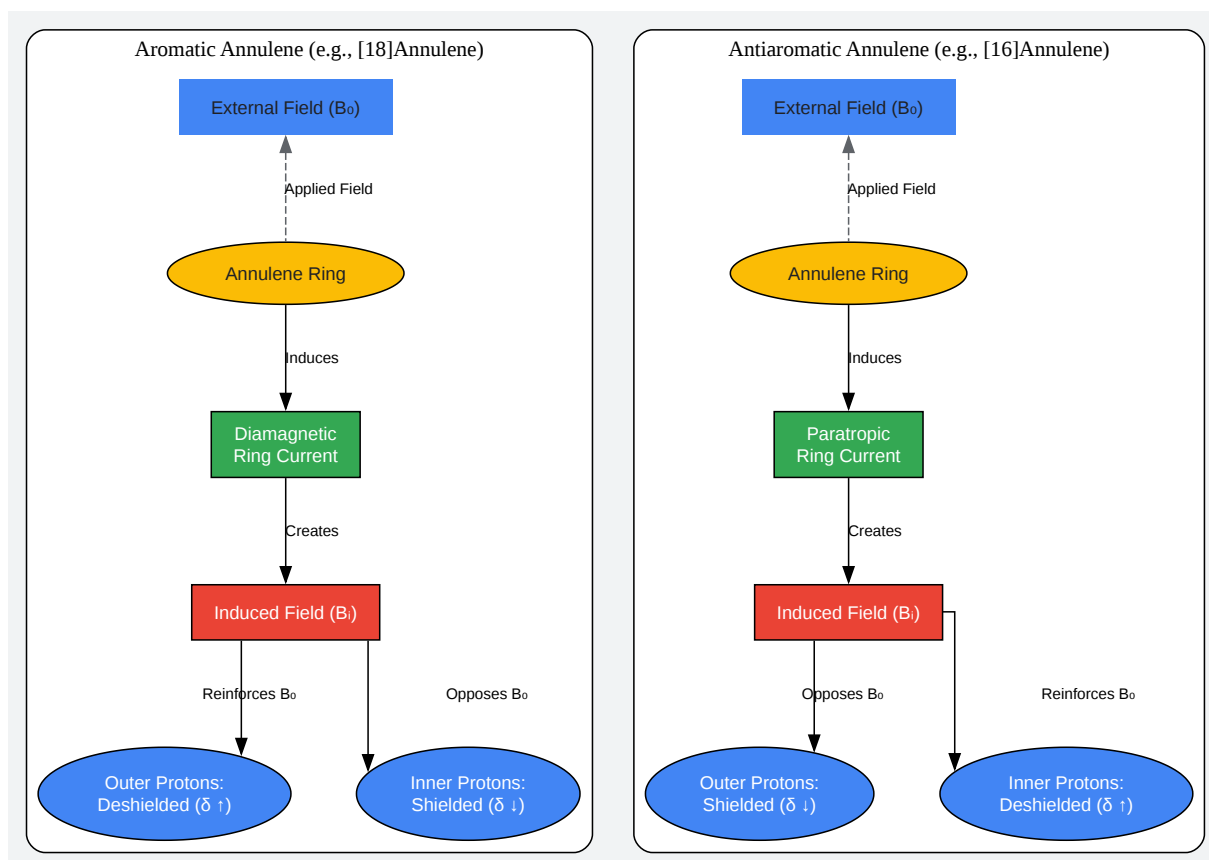 Aromatic Annulene (e.g., [18]Annulene)
External Field (B₀)
Applied Field
Annulene Ring
Induces
Diamagnetic
Ring Current
Creates
Induced Field (Bᵢ)
Reinforces B₀
Opposes B₀
Outer Protons:
Deshielded (δ ↑)
Inner Protons:
Shielded (δ ↓)
Antiaromatic Annulene (e.g., [16]Annulene)
External Field (B₀)
Applied Field
Annulene Ring
Induces
Paratropic
Ring Current
Creates
Induced Field (Bᵢ)
Opposes B₀
Reinforces B₀
Outer Protons:
Shielded (δ ↓)
Inner Protons:
Deshielded (δ ↑)